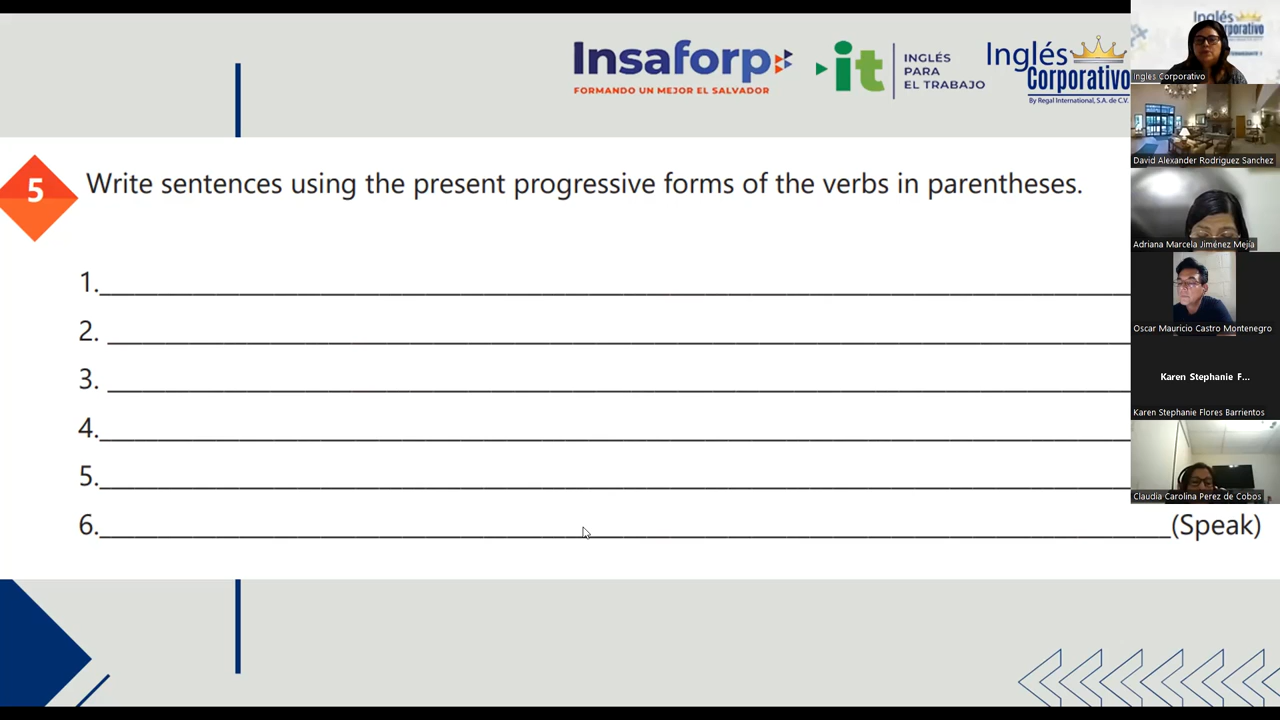 Insaforp
FORMANDO UN MEJOR EL SALVADOR
it
INGLÉS
PARA
EL TRABAJO
Inglés
Corporativo
By Regal International, S.A. de C.V.
5
Write sentences using the present progressive forms of the verbs in parentheses.
1.
2.
3.
4.
5.
6. (Speak)
Inglés
Corporativo
Ingles Corporativo
David Alexander Rodriguez Sanchez
Adriana Marcela Jiménez Mejía
Oscar Mauricio Castro Montenegro
Karen Stephanie F...
Karen Stephanie Flores Barrientos
Claudia Carolina Perez de Cobos